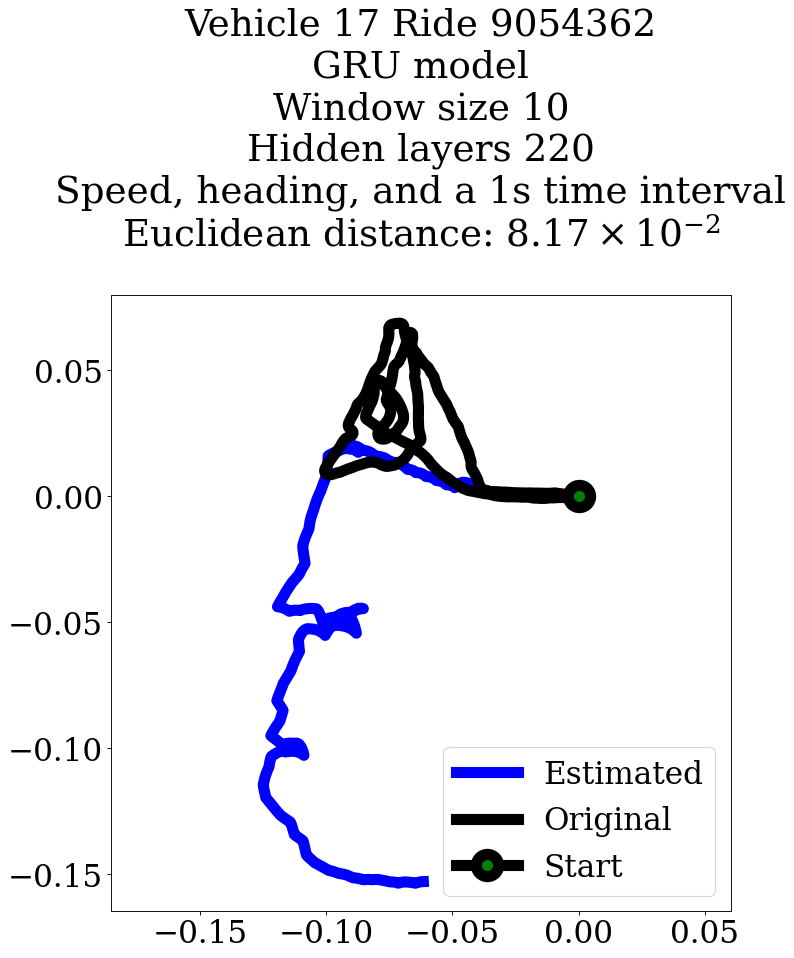 Vehicle 17 Ride 9054362
GRU model
Window size 10
Hidden layers 220
Speed, heading, and a 1s time interval
Euclidean distance: 8.17 × 10⁻²
0.05
0.00
−0.05
−0.10
−0.15
Estimated
Original
Start
−0.15 −0.10 −0.05 0.00 0.05